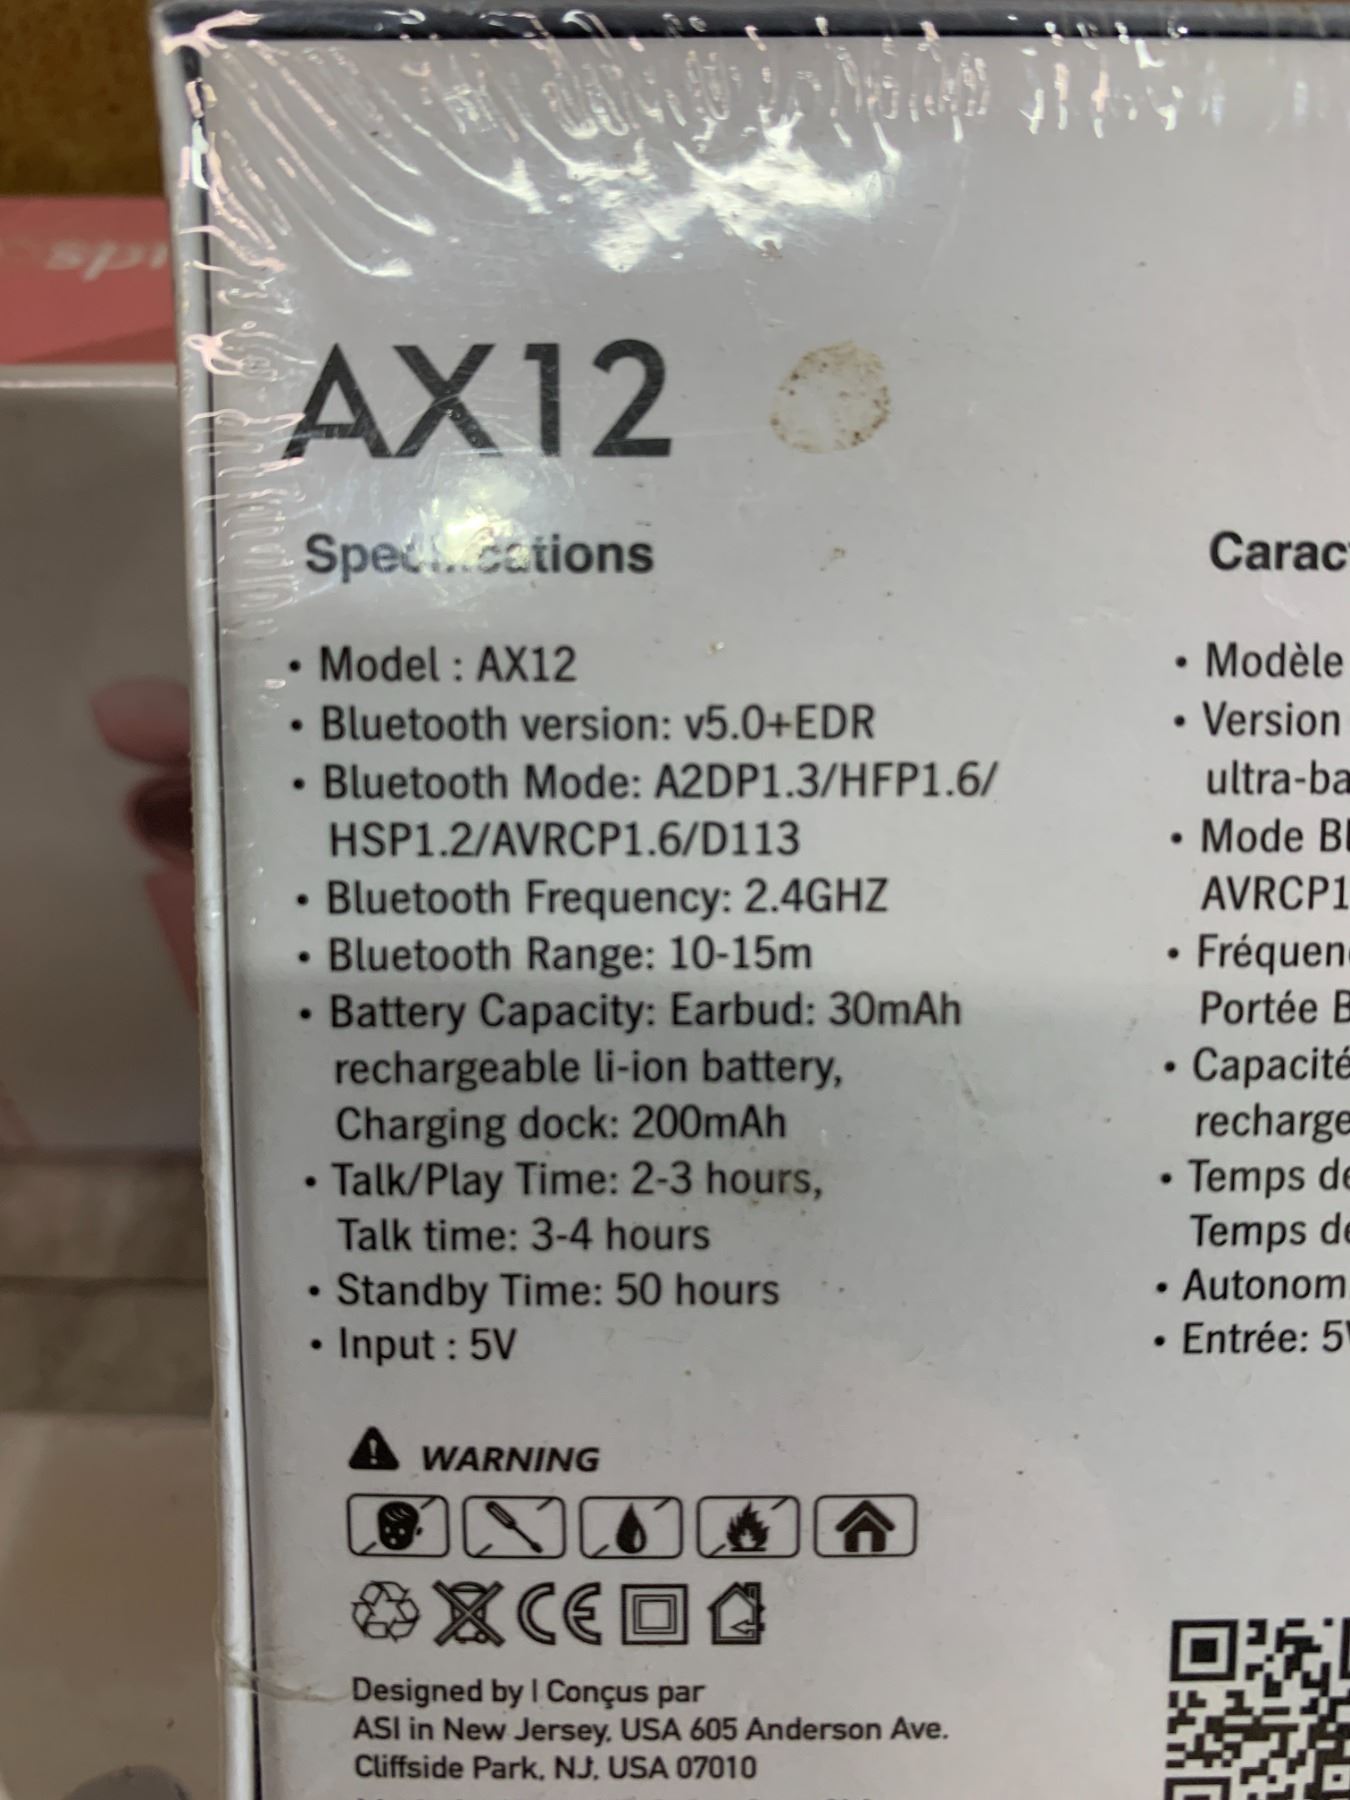 AX12
Specifications
• Model : AX12
• Bluetooth version: v5.0+EDR
• Bluetooth Mode: A2DP1.3/HFP1.6/
HSP1.2/AVRCP1.6/D113
• Bluetooth Frequency: 2.4GHZ
• Bluetooth Range: 10-15m
• Battery Capacity: Earbud: 30mAh
rechargeable li-ion battery,
Charging dock: 200mAh
• Talk/Play Time: 2-3 hours,
Talk time: 3-4 hours
• Standby Time: 50 hours
• Input : 5V
WARNING
CE
Designed by | Conçus par
ASI in New Jersey, USA 605 Anderson Ave.
Cliffside Park, NJ, USA 07010
Carac
• Modèle
• Version
ultra-ba
• Mode Bl
AVRCP1
• Fréquen
Portée B
• Capacité
recharge
• Temps de
Temps de
• Autonom
• Entrée: 5V